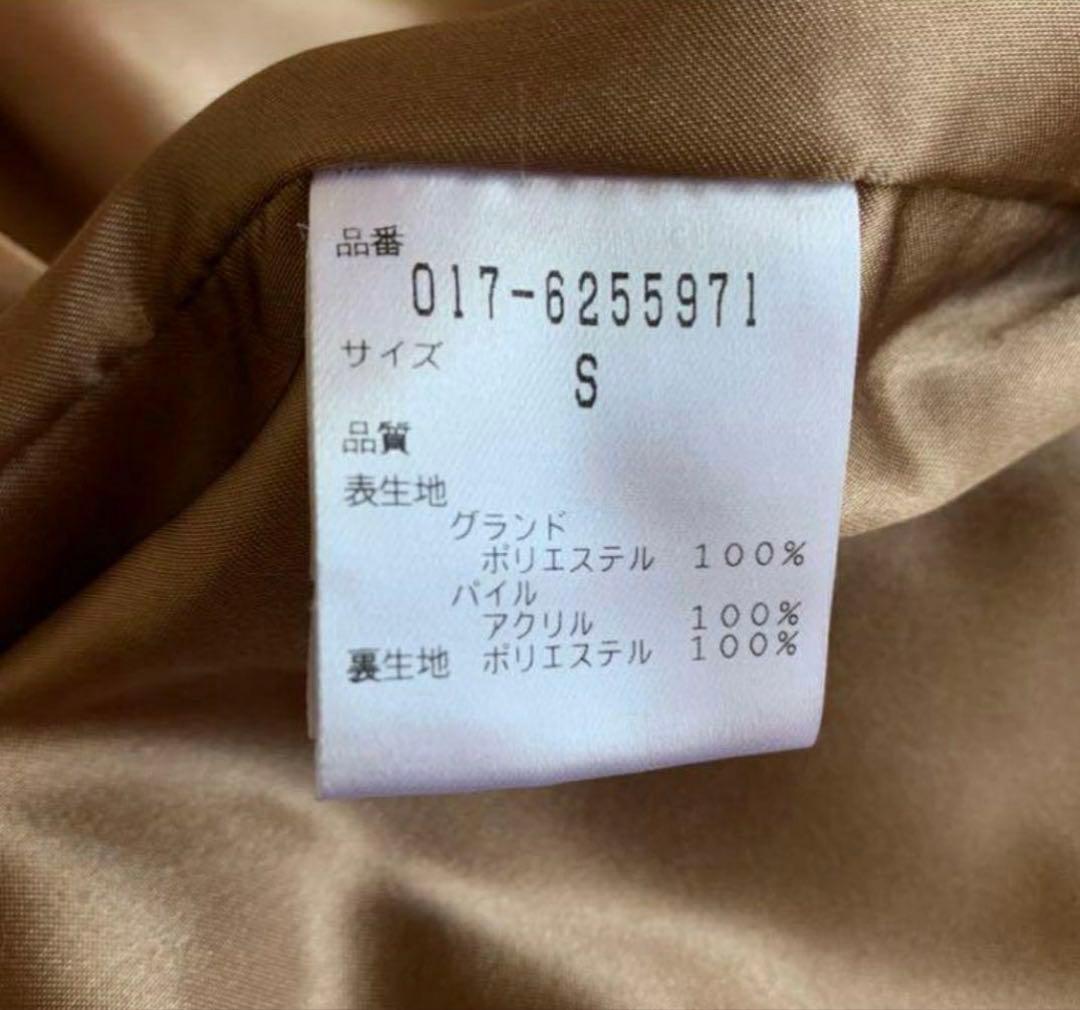 品番
017-6255971
サイズ
S
品質
表生地
グランド
ポリエステル 100%
パイル
アクリル 100%
裏生地 ポリエステル 100%